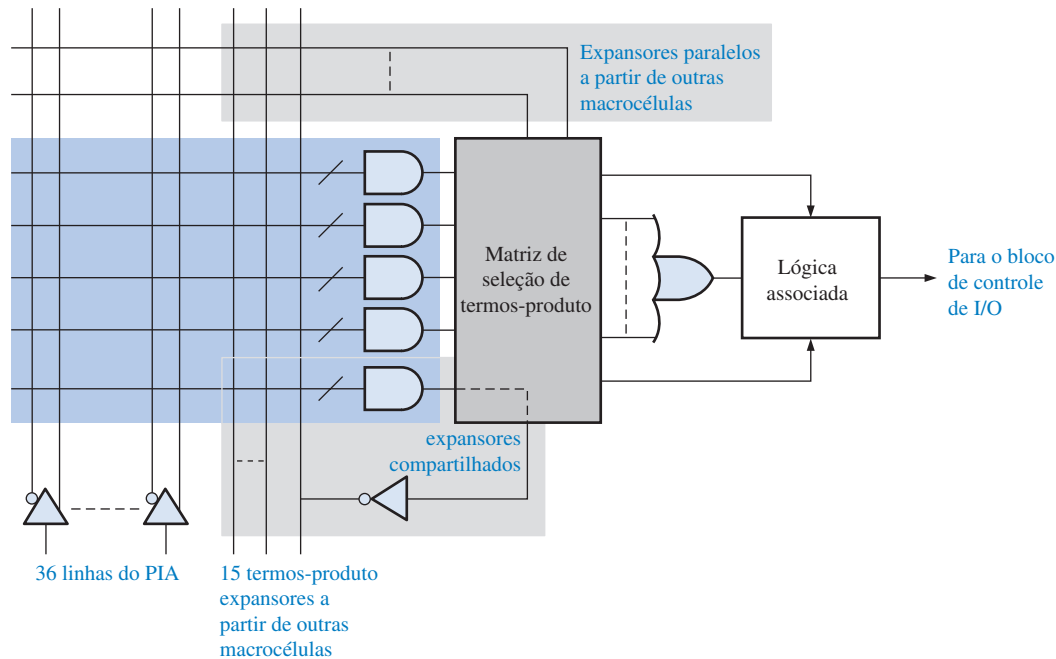 Expansores paralelos
a partir de outras
macrocélulas
Matriz de
seleção de
termos-produto
Lógica
associada
Para o bloco
de controle
de I/O
expansores
compartilhados
36 linhas do PIA
15 termos-produto
expansores a
partir de outras
macrocélulas